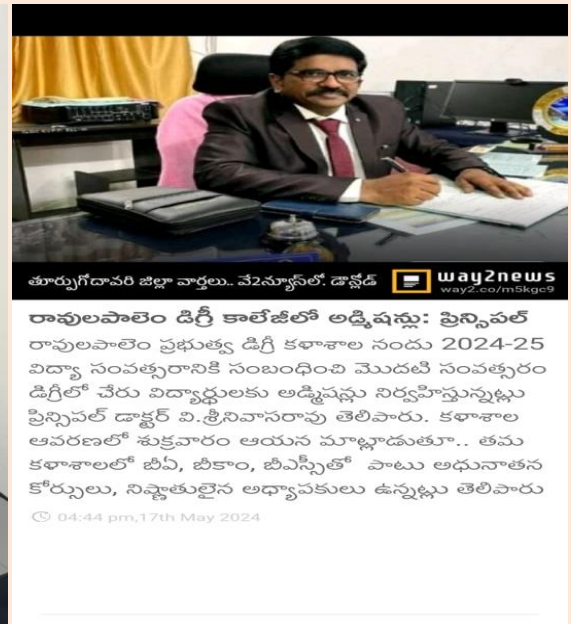 తూర్పుగోదావరి జిల్లా వార్తలు.. వే2న్యూస్‌లో. డౌన్లోడ్
way2news
way2.co/m5kgc9
రావులపాలెం డిగ్రీ కాలేజీలో అడ్మిషన్లు: ప్రిన్సిపల్
రావులపాలెం ప్రభుత్వ డిగ్రీ కళాశాల నందు 2024-25
విద్యా సంవత్సరానికి సంబంధించి మొదటి సంవత్సరం
డిగ్రీలో చేరు విద్యార్థులకు అడ్మిషన్లు నిర్వహిస్తున్నట్లు
ప్రిన్సిపల్ డాక్టర్ వి.శ్రీనివాసరావు తెలిపారు. కళాశాల
ఆవరణలో శుక్రవారం ఆయన మాట్లాడుతూ.. తమ
కళాశాలలో బీఏ, బీకాం, బీఎస్సీతో పాటు అధునాతన
కోర్సులు, నిష్ణాతులైన అధ్యాపకులు ఉన్నట్లు తెలిపారు
04:44 pm,17th May 2024